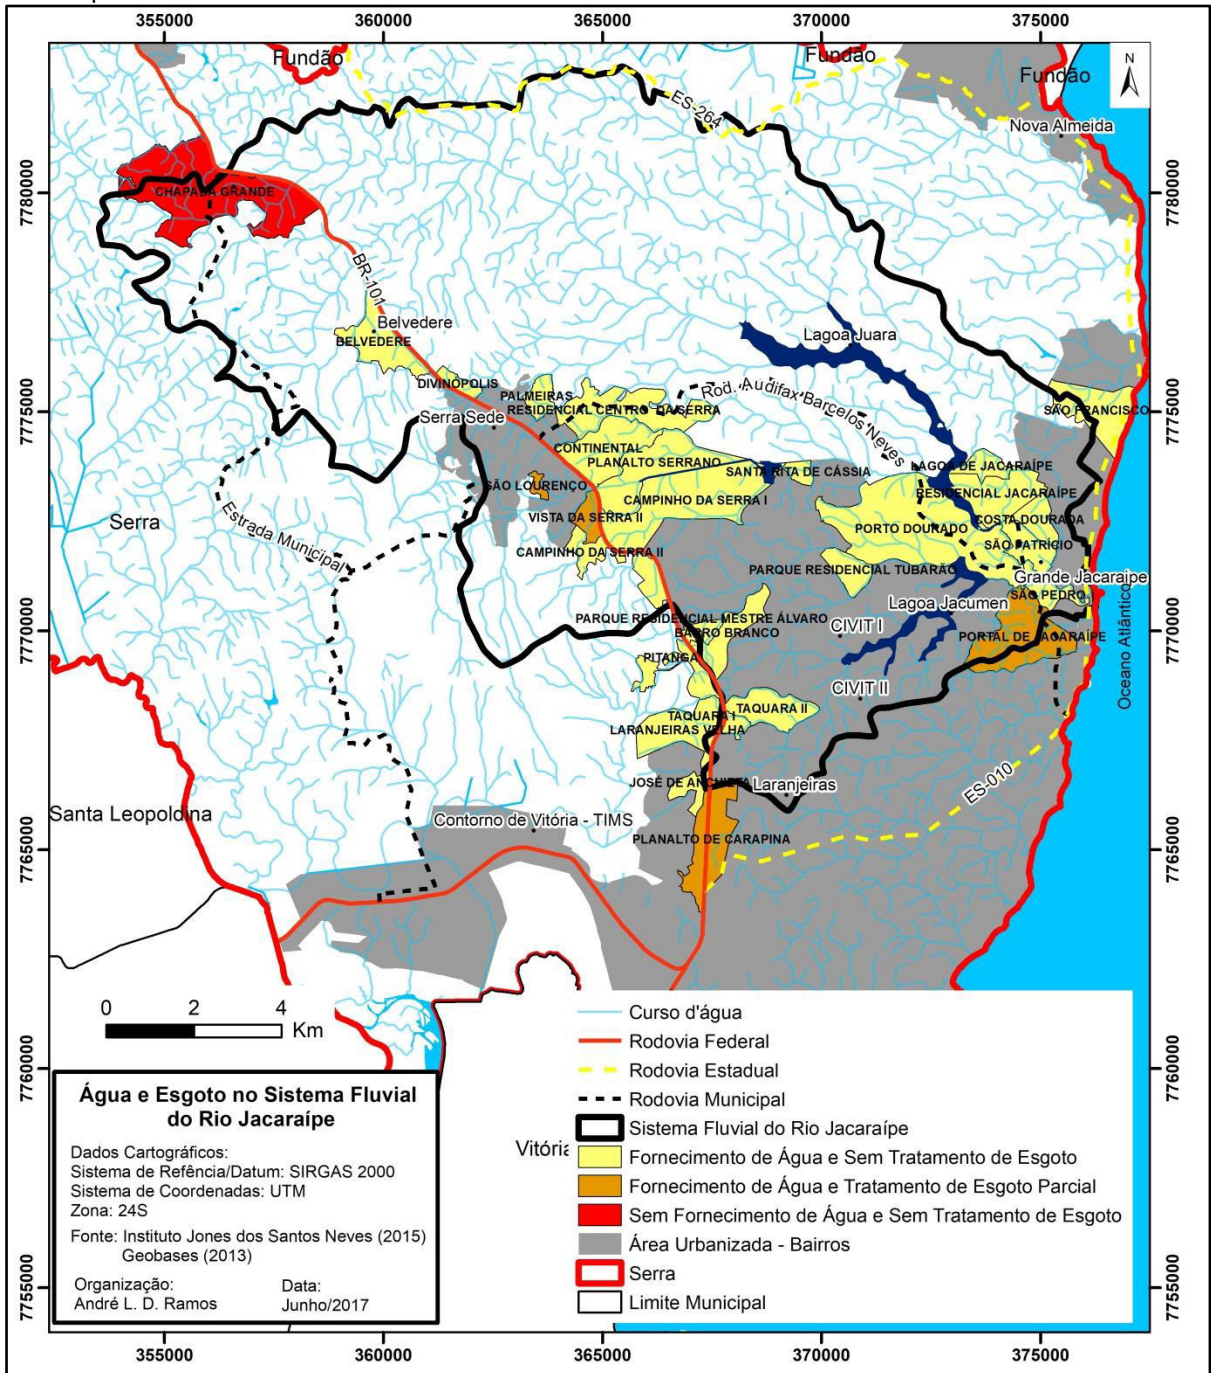 355000
360000
365000
370000
375000
Fundão
Fundão
Fundão
N
ES-264
Nova Almeida
7780000
CHAPADA GRANDE
7780000
BR-101
Belvedere
BELVEDERE
Lagoa Juara
DIVINÓPOLIS
PALMEIRAS
Rod. Audifax Barcelos Neves
7775000
RESIDENCIAL CENTRO DA SERRA
SÃO FRANCISCO
7775000
Serra Sede
CONTINENTAL
PLANALTO SERRANO
SANTA RITA DE CÁSSIA
LAGOA DE JACARAÍPE
SÃO LOURENÇO
CAMPINHO DA SERRA I
RESIDENCIAL JACARAÍPE
Serra
Estrada Municipal
VISTA DA SERRA II
PORTO DOURADO
COSTA DOURADA
CAMPINHO DA SERRA II
SÃO PATRÍCIO
PARQUE RESIDENCIAL TUBARÃO
Grande Jacaraipe
SÃO PEDRO
Lagoa Jacumen
PARQUE RESIDENCIAL MESTRE ÁLVARO
7770000
BARRO BRANCO
CIVIT I
PORTAL DE JACARAÍPE
Oceano Atlântico
7770000
PITANGA
CIVIT II
TAQUARA I
TAQUARA II
LARANJEIRAS VELHA
JOSÉ DE ANCHIETA
Laranjeiras
ES-010
Santa Leopoldina
Contorno de Vitória - TIMS
PLANALTO DE CARAPINA
7765000
7765000
0 2 4
Km
Curso d'água
Rodovia Federal
Rodovia Estadual
Rodovia Municipal
Sistema Fluvial do Rio Jacaraípe
Fornecimento de Água e Sem Tratamento de Esgoto
Fornecimento de Água e Tratamento de Esgoto Parcial
Sem Fornecimento de Água e Sem Tratamento de Esgoto
Área Urbanizada - Bairros
Serra
Limite Municipal
7760000
7760000
Vitória
Água e Esgoto no Sistema Fluvial
do Rio Jacaraípe
Dados Cartográficos:
Sistema de Refência/Datum: SIRGAS 2000
Sistema de Coordenadas: UTM
Zona: 24S
Fonte: Instituto Jones dos Santos Neves (2015)
Geobases (2013)
Organização:
André L. D. Ramos
Data:
Junho/2017
7755000
7755000
355000
360000
365000
370000
375000